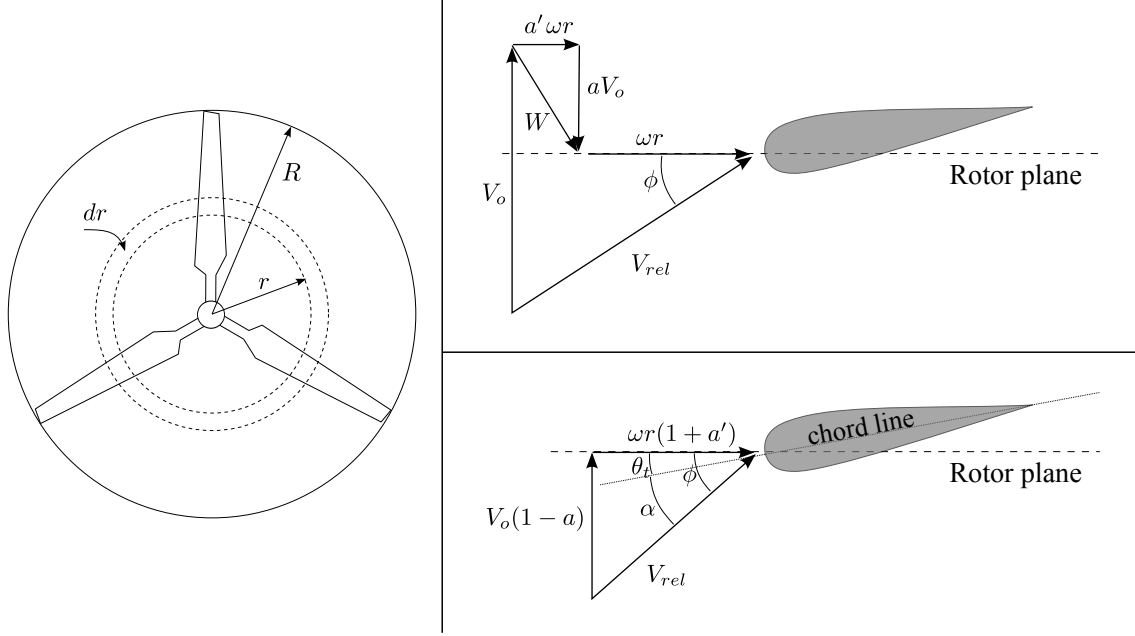 dr
R
r
a′ωr
W
aV_o
ωr
V_o
ϕ
V_rel
Rotor plane
ωr(1 + a′)
chord line
θ_t
ϕ
α
V_o(1 − a)
V_rel
Rotor plane